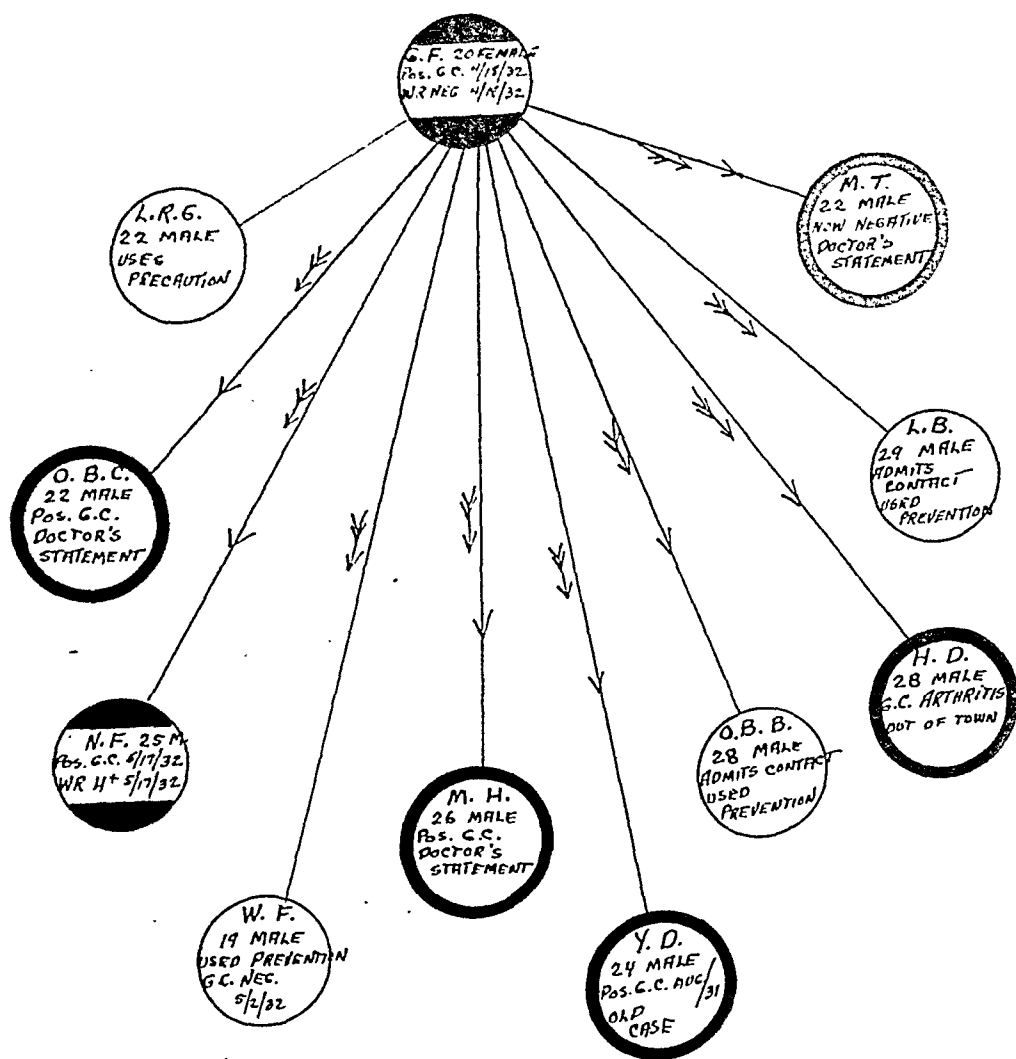 G.F. 20 FEMALE
POS. G.C. 4/15/32
W.R NEG 4/15/32
M. T.
22 MALE
NOW NEGATIVE
DOCTOR'S
STATEMENT
L.R.G.
22 MALE
USES
PRECAUTION
L. B.
29 MALE
ADMITS
CONTACT
USED
PREVENTION
O. B. C.
22 MALE
POS. G.C.
DOCTOR'S
STATEMENT
H. D.
28 MALE
G.C. ARTHRITIS
OUT OF TOWN
N. F. 25 M.
POS. G.C. 5/17/32
WR H+ 5/17/32
O.B. B.
28 MALE
ADMITS CONTACT
USED
PREVENTION
M. H.
26 MALE
POS. G.C.
DOCTOR'S
STATEMENT
W. F.
19 MALE
USED PREVENTION
G.C. NEG.
5/2/32
Y. D.
24 MALE
POS. G.C. AUG/31
OLD
CASE